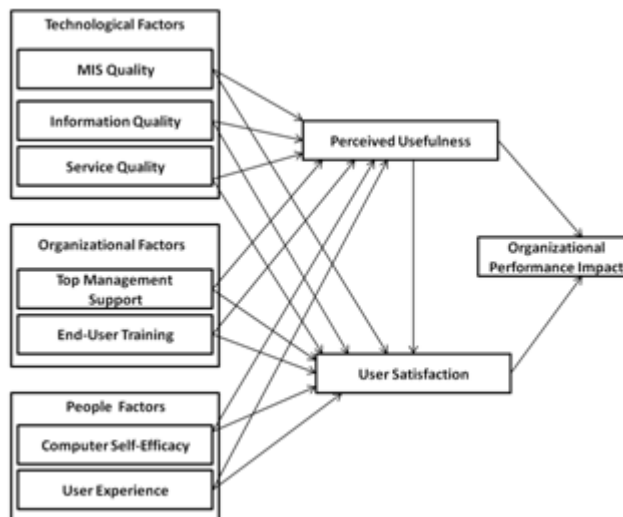 Technological Factors
MIS Quality
Information Quality
Service Quality
Perceived Usefulness
Organizational Factors
Top Management
Support
End-User Training
Organizational
Performance Impact
User Satisfaction
People Factors
Computer Self-Efficacy
User Experience